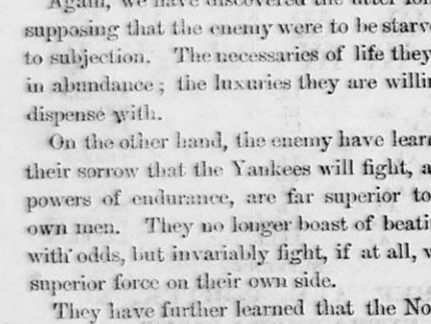 Again, we have discovered the utter
supposing that the enemy were to be starv
to subjection. The necessaries of life they
in abundance; the luxuries they are willi
dispense with.
On the other hand, the enemy have lear
their sorrow that the Yankees will fight, a
powers of endurance, are far superior to
own men. They no longer boast of beati
with odds, but invariably fight, if at all, w
superior force on their own side.
They have further learned that the No